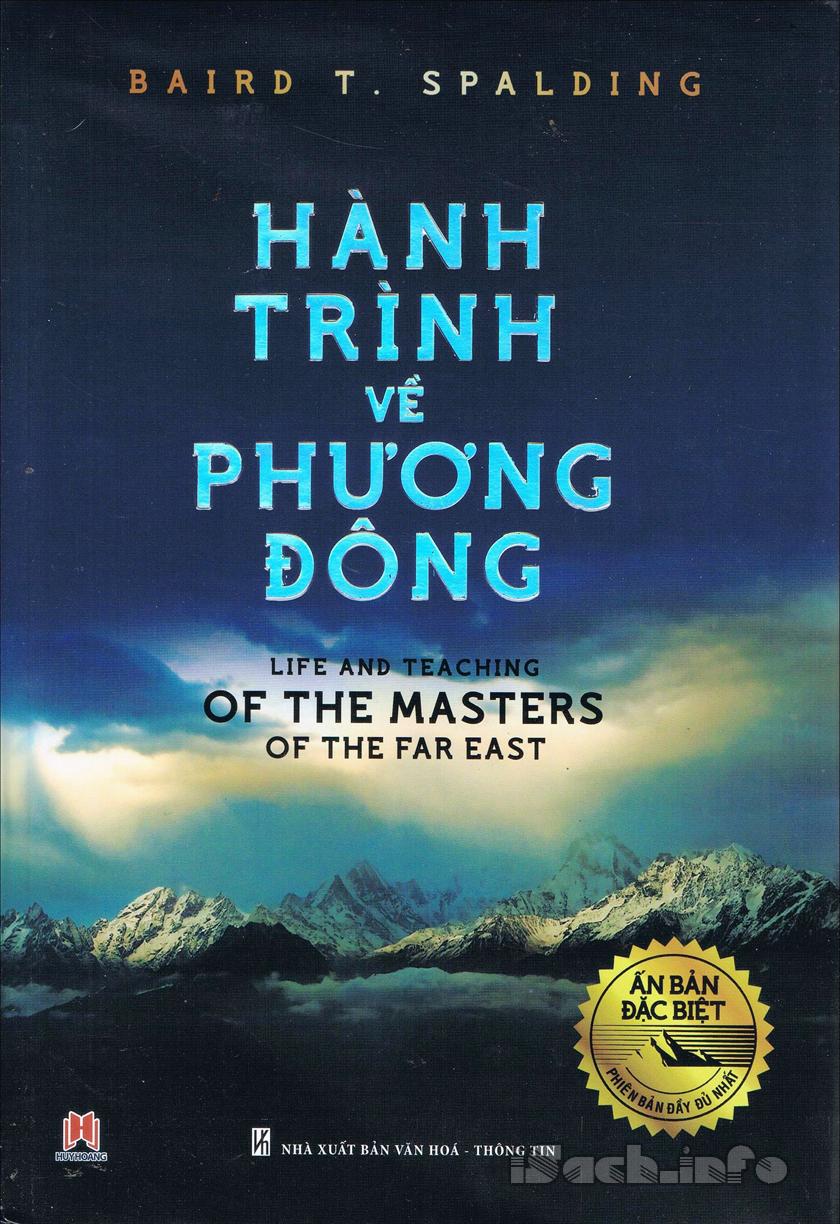 BAIRD T. SPALDING
HÀNH
TRÌNH
VỀ
PHƯƠNG
ĐÔNG
LIFE AND TEACHING
OF THE MASTERS
OF THE FAR EAST
ẤN BẢN
ĐẶC BIỆT
PHIÊN BẢN ĐẦY ĐỦ NHẤT
HUYHOANG
NHÀ XUẤT BẢN VĂN HOÁ - THÔNG TIN
iSach.info